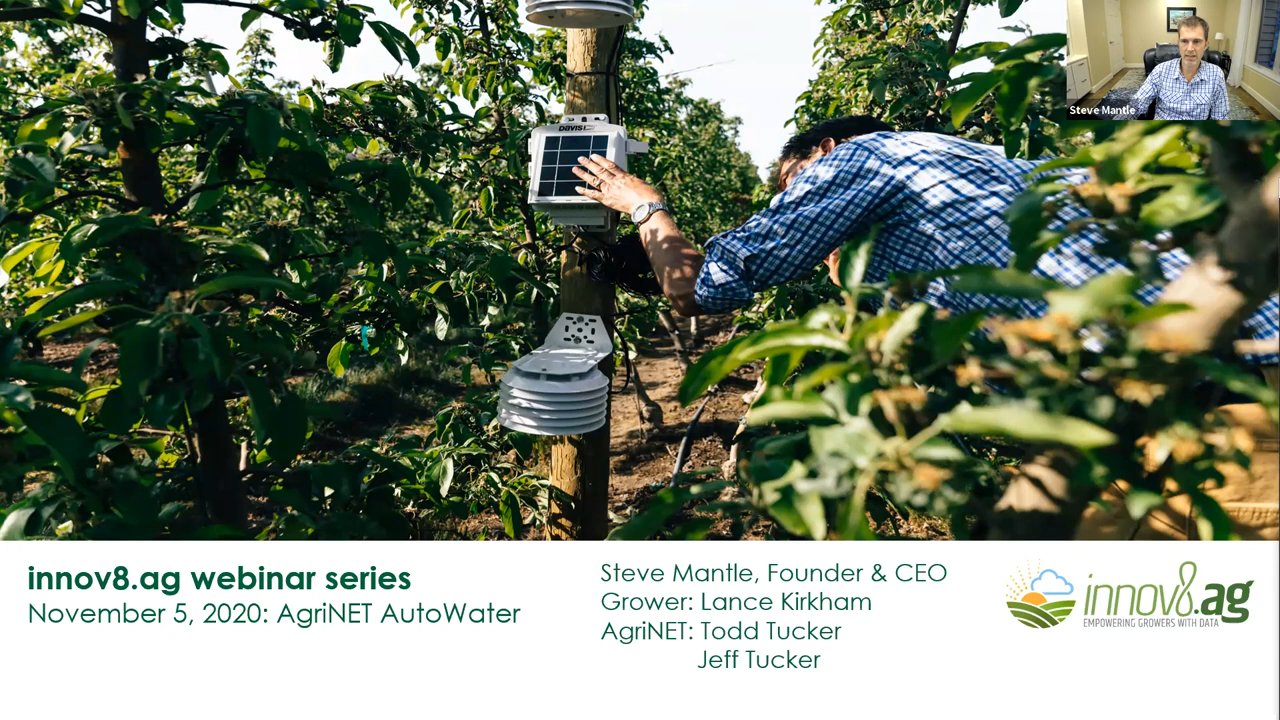 DAVIS
Steve Mantle
innov8.ag webinar series
November 5, 2020: AgriNET AutoWater
Steve Mantle, Founder & CEO
Grower: Lance Kirkham
AgriNET: Todd Tucker
Jeff Tucker
innov8.ag
EMPOWERING GROWERS WITH DATA